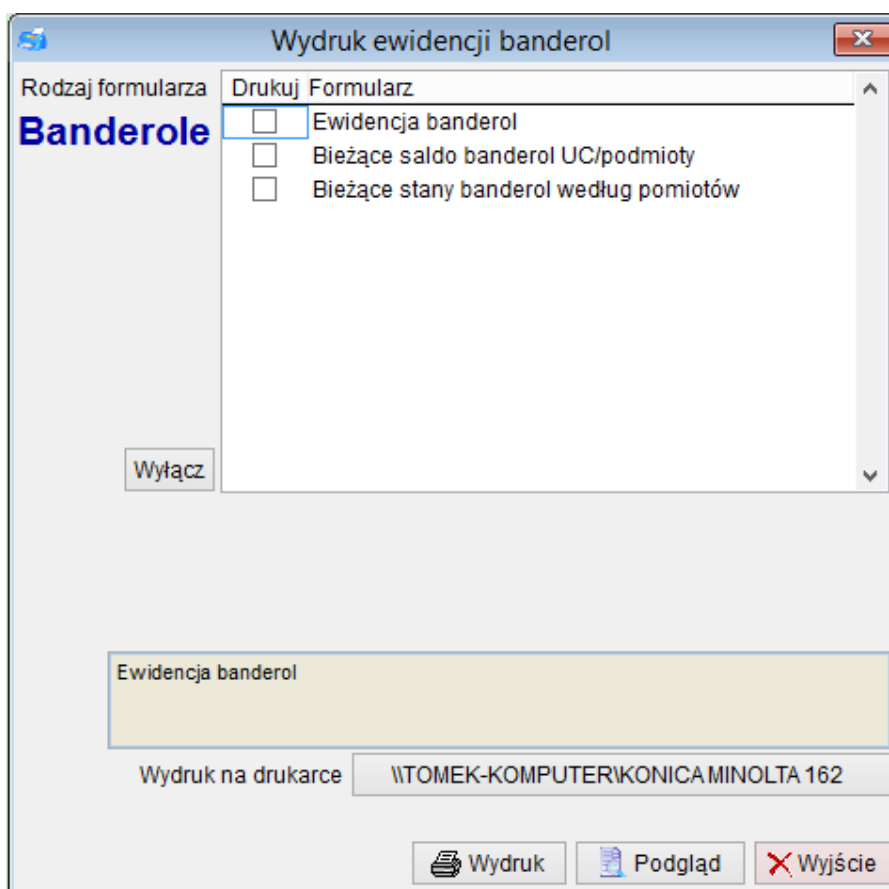 Wydruk ewidencji banderol
Rodzaj formularza
Drukuj Formularz
Banderole
Ewidencja banderol
Bieżące saldo banderol UC/podmioty
Bieżące stany banderol według pomiotów
Wyłącz
Ewidencja banderol
Wydruk na drukarce \\TOMEK-KOMPUTER\KONICA MINOLTA 162
Wydruk Podgląd Wyjście